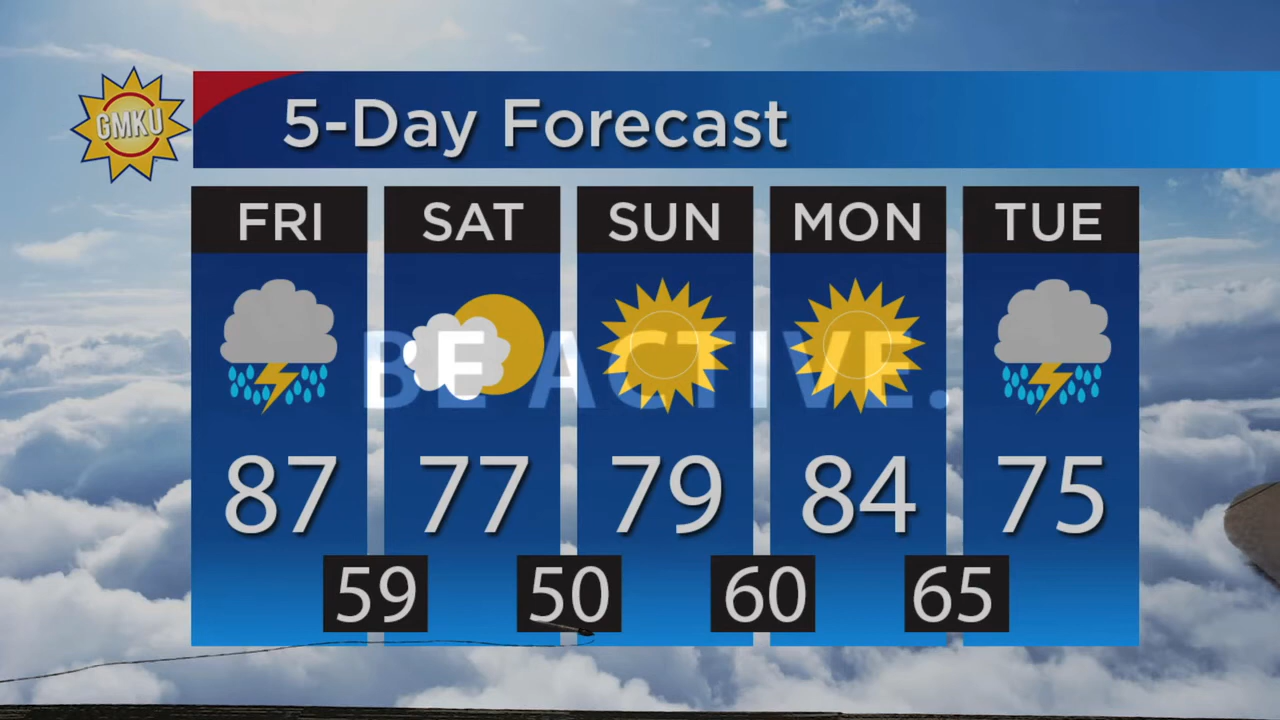 GMKU
5-Day Forecast
FRI SAT SUN MON TUE
BE ACTIVE.
87 77 79 84 75
59 50 60 65